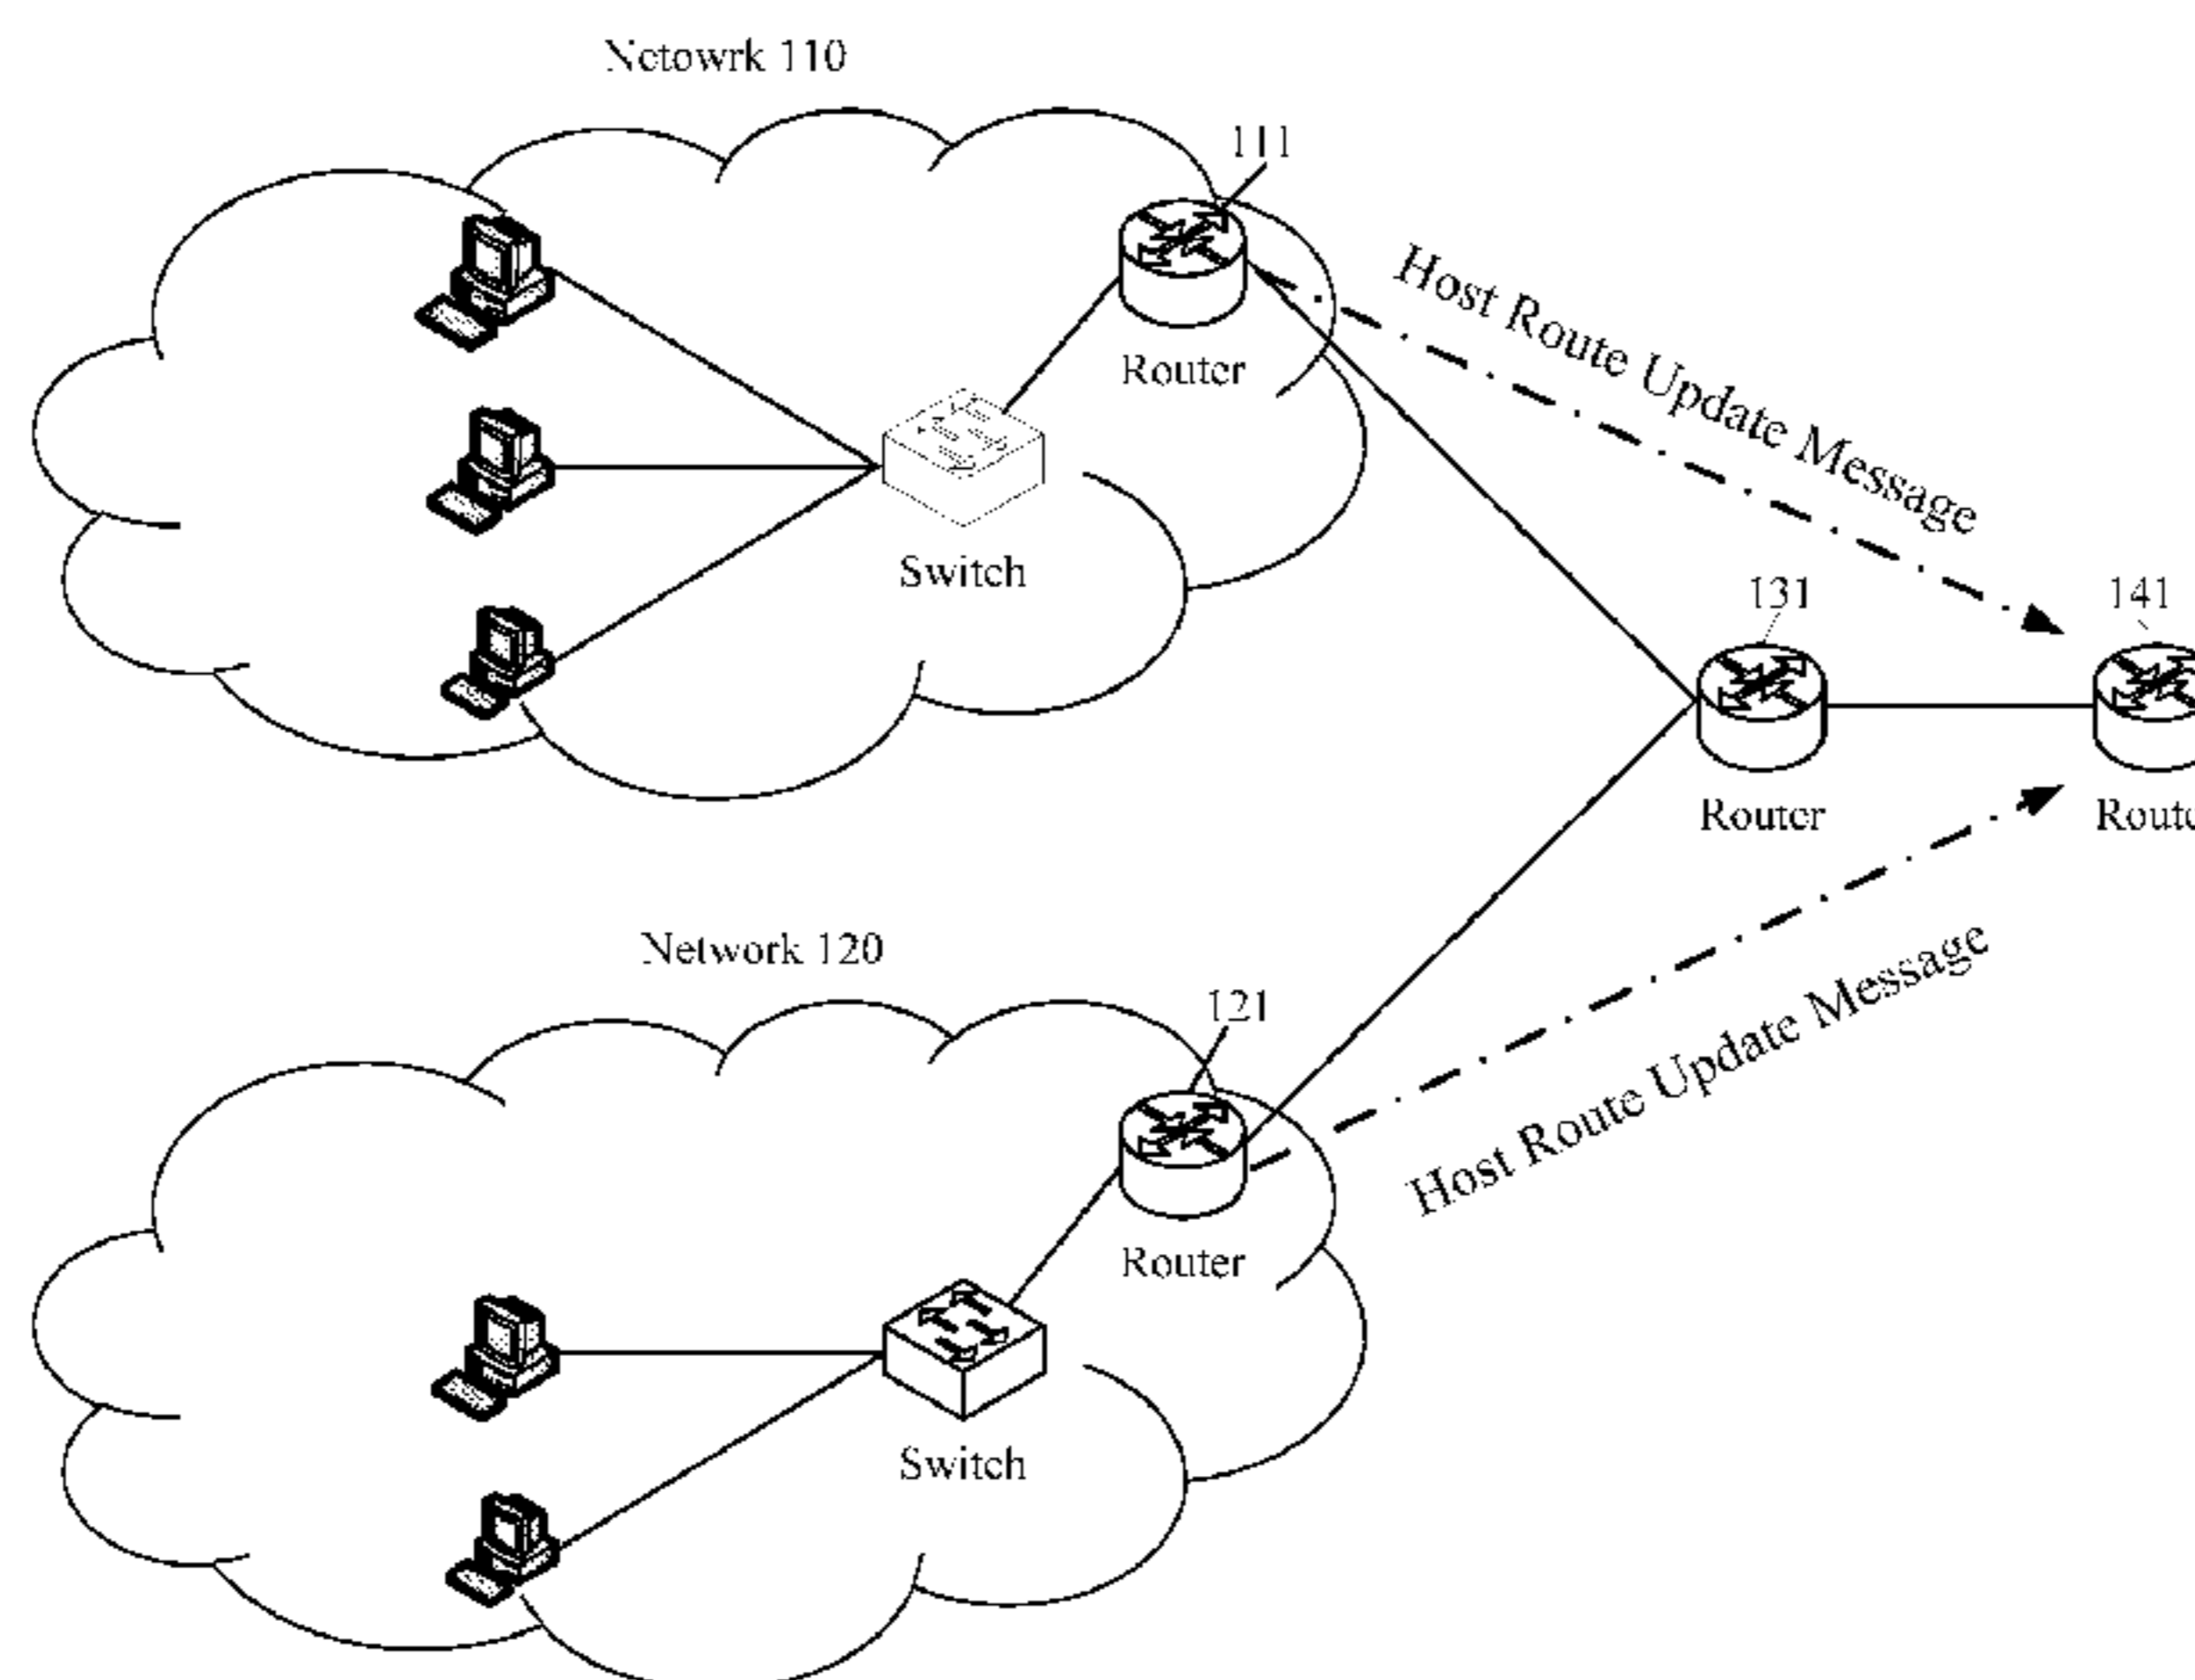 Netowrk 110
111
Router
Host Route Update Message
Switch
131
141
Router
Route
Network 120
121
Host Route Update Message
Router
Switch